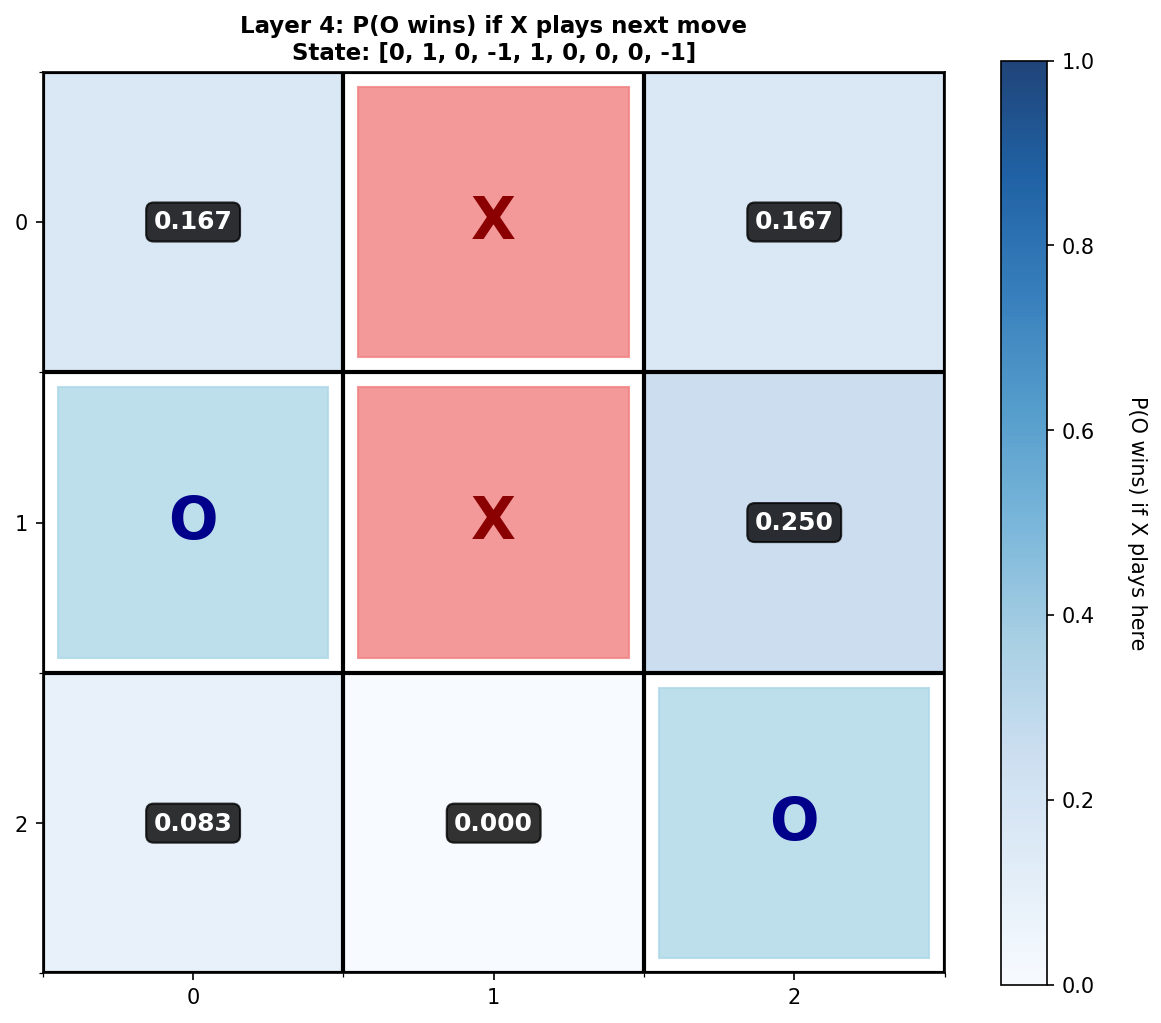 Layer 4: P(O wins) if X plays next move
State: [0, 1, 0, -1, 1, 0, 0, 0, -1]
0
0.167
X
0.167
1
O
X
0.250
2
0.083
0.000
O
0
1
2
1.0
0.8
0.6
0.4
0.2
0.0
P(O wins) if X plays here